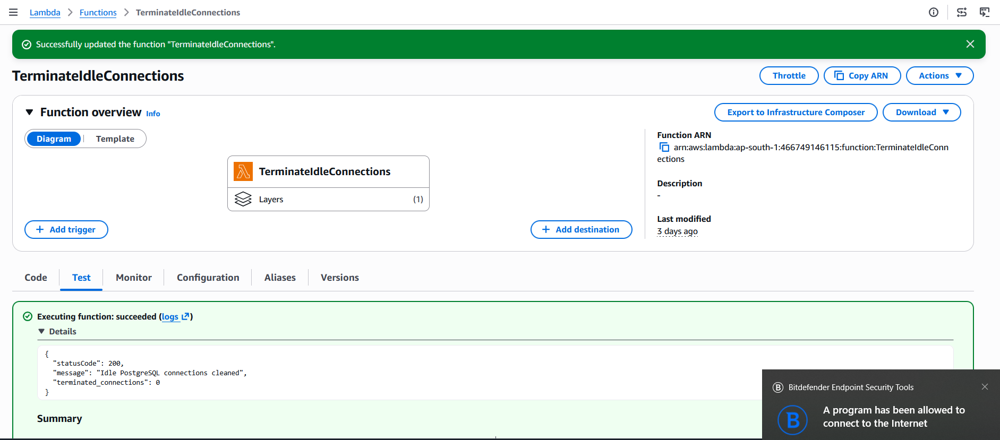 Lambda > Functions > TerminateIdleConnections
Successfully updated the function "TerminateIdleConnections".
TerminateIdleConnections
Throttle
Copy ARN
Actions
Function overview Info
Export to Infrastructure Composer
Download
Diagram | Template
TerminateIdleConnections
Layers (1)
+ Add trigger
+ Add destination
Function ARN
arn:aws:lambda:ap-south-1:466749146115:function:TerminateIdleConn
ections
Description
-
Last modified
3 days ago
Code
Test
Monitor
Configuration
Aliases
Versions
Executing function: succeeded (logs)
Details
{
"statusCode": 200,
"message": "Idle PostgreSQL connections cleaned",
"terminated_connections": 0
}
Summary
B Bitdefender Endpoint Security Tools
B
A program has been allowed to
connect to the Internet